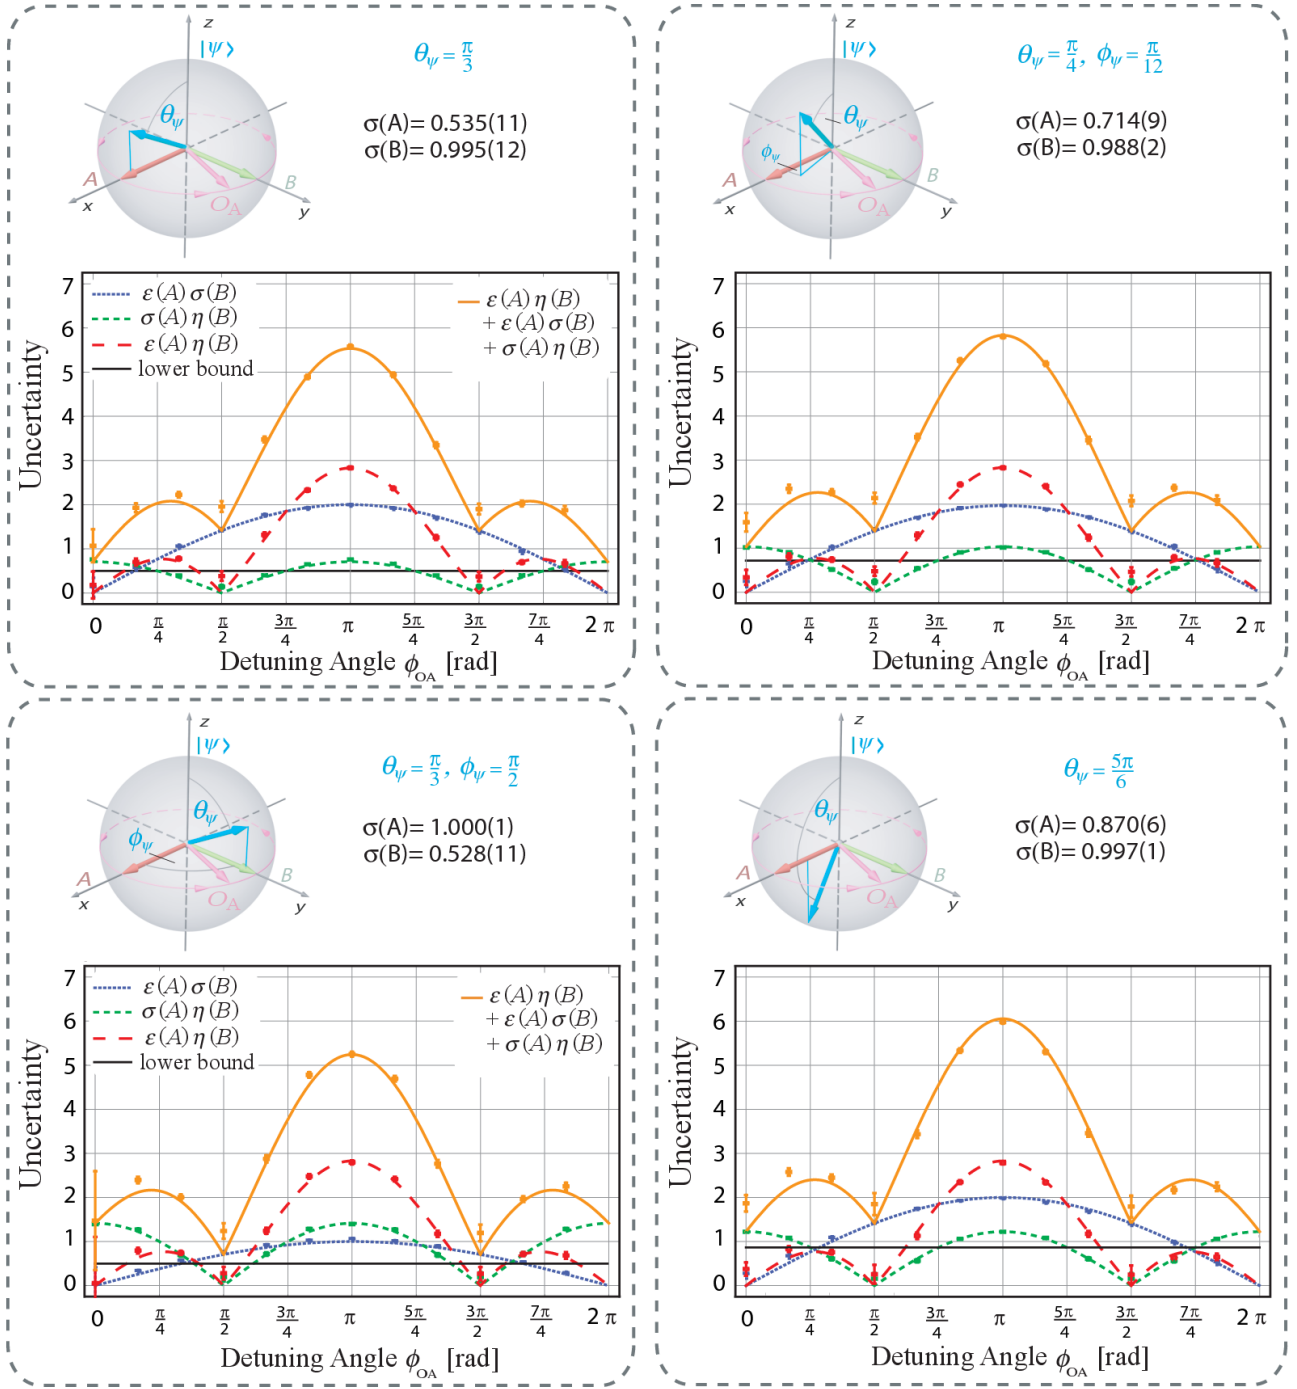 z
|ψ⟩
θψ
A
x
OA
B
y
θψ = π/3
σ(A)= 0.535(11)
σ(B)= 0.995(12)
7
6
5
4
3
2
1
0
Uncertainty
ε(A) σ(B)
σ(A) η(B)
ε(A) η(B)
lower bound
ε(A) η(B)
+ ε(A) σ(B)
+ σ(A) η(B)
0 π/4 π/2 3π/4 π 5π/4 3π/2 7π/4 2 π
Detuning Angle ϕOA [rad]
z
|ψ⟩
θψ
ϕψ
A
x
OA
B
y
θψ = π/4, ϕψ = π/12
σ(A)= 0.714(9)
σ(B)= 0.988(2)
7
6
5
4
3
2
1
0
Uncertainty
0 π/4 π/2 3π/4 π 5π/4 3π/2 7π/4 2 π
Detuning Angle ϕOA [rad]
z
|ψ⟩
θψ
ϕψ
A
x
OA
B
y
θψ = π/3, ϕψ = π/2
σ(A)= 1.000(1)
σ(B)= 0.528(11)
7
6
5
4
3
2
1
0
Uncertainty
ε(A) σ(B)
σ(A) η(B)
ε(A) η(B)
lower bound
ε(A) η(B)
+ ε(A) σ(B)
+ σ(A) η(B)
0 π/4 π/2 3π/4 π 5π/4 3π/2 7π/4 2 π
Detuning Angle ϕOA [rad]
z
|ψ⟩
θψ
A
x
OA
B
y
θψ = 5π/6
σ(A)= 0.870(6)
σ(B)= 0.997(1)
7
6
5
4
3
2
1
0
Uncertainty
0 π/4 π/2 3π/4 π 5π/4 3π/2 7π/4 2 π
Detuning Angle ϕOA [rad]